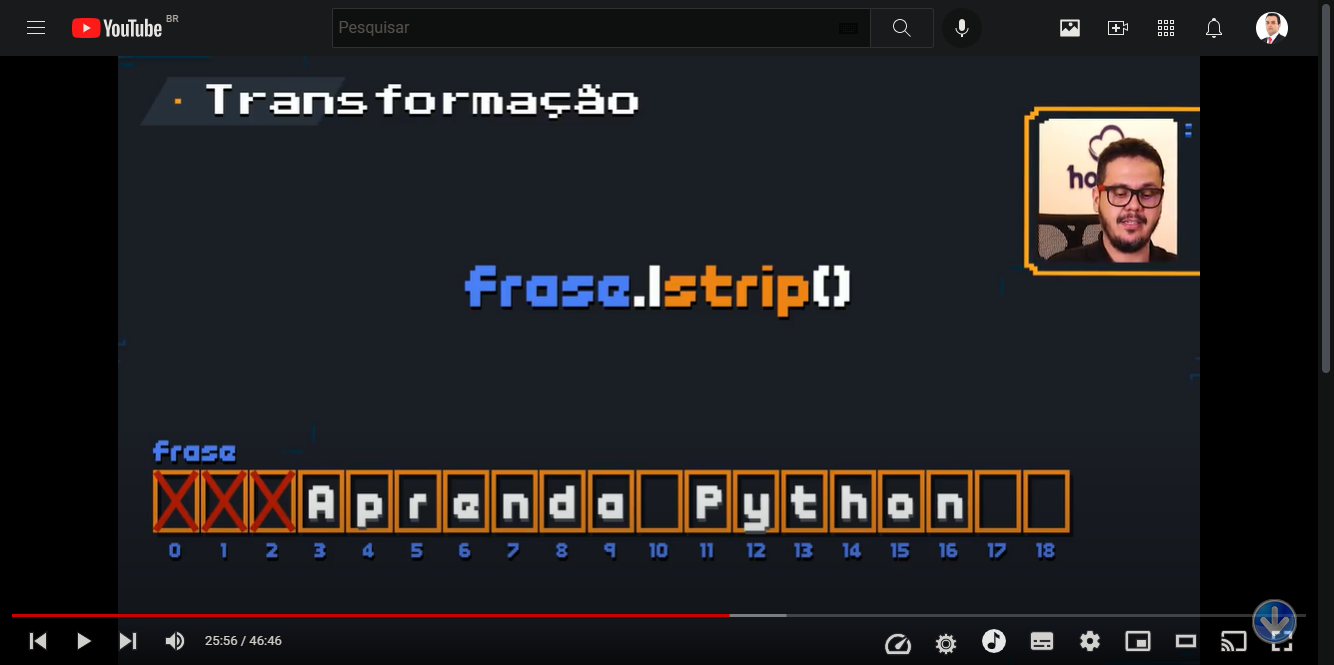 YouTube BR
Pesquisar
Transformação
frase.lstrip()
frase
A p r e n d a P y t h o n
0 1 2 3 4 5 6 7 8 9 10 11 12 13 14 15 16 17 18
25:56 / 46:46